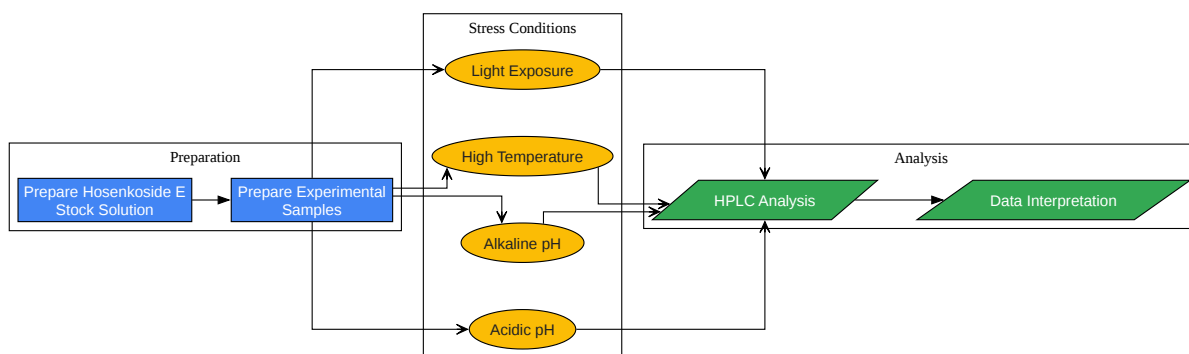 Stress Conditions
Light Exposure
Preparation
High Temperature
Analysis
Prepare Hosenkoside E
Stock Solution
Prepare Experimental
Samples
HPLC Analysis
Data Interpretation
Alkaline pH
Acidic pH